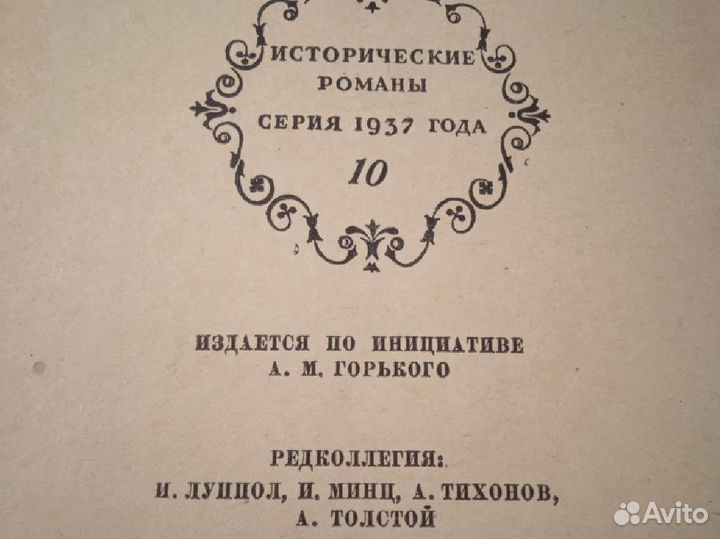 ИСТОРИЧЕСКИЕ
РОМАНЫ
СЕРИЯ 1937 ГОДА
10
ИЗДАЕТСЯ ПО ИНИЦИАТИВЕ
А. М. ГОРЬКОГО
РЕДКОЛЛЕГИЯ:
И. ЛУППОЛ, И. МИНЦ, А. ТИХОНОВ,
А. ТОЛСТОЙ
Avito